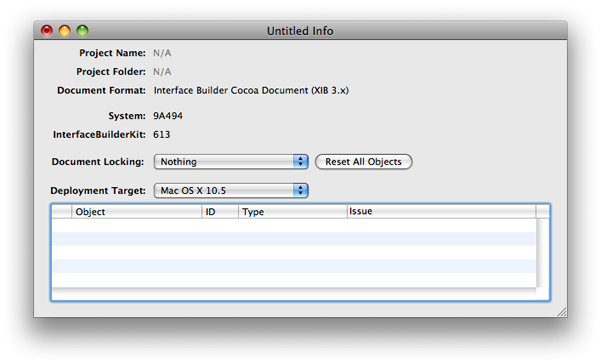 Untitled Info
Project Name: N/A
Project Folder: N/A
Document Format: Interface Builder Cocoa Document (XIB 3.x)
System: 9A494
InterfaceBuilderKit: 613
Document Locking: Nothing Reset All Objects
Deployment Target: Mac OS X 10.5
Object ID Type Issue